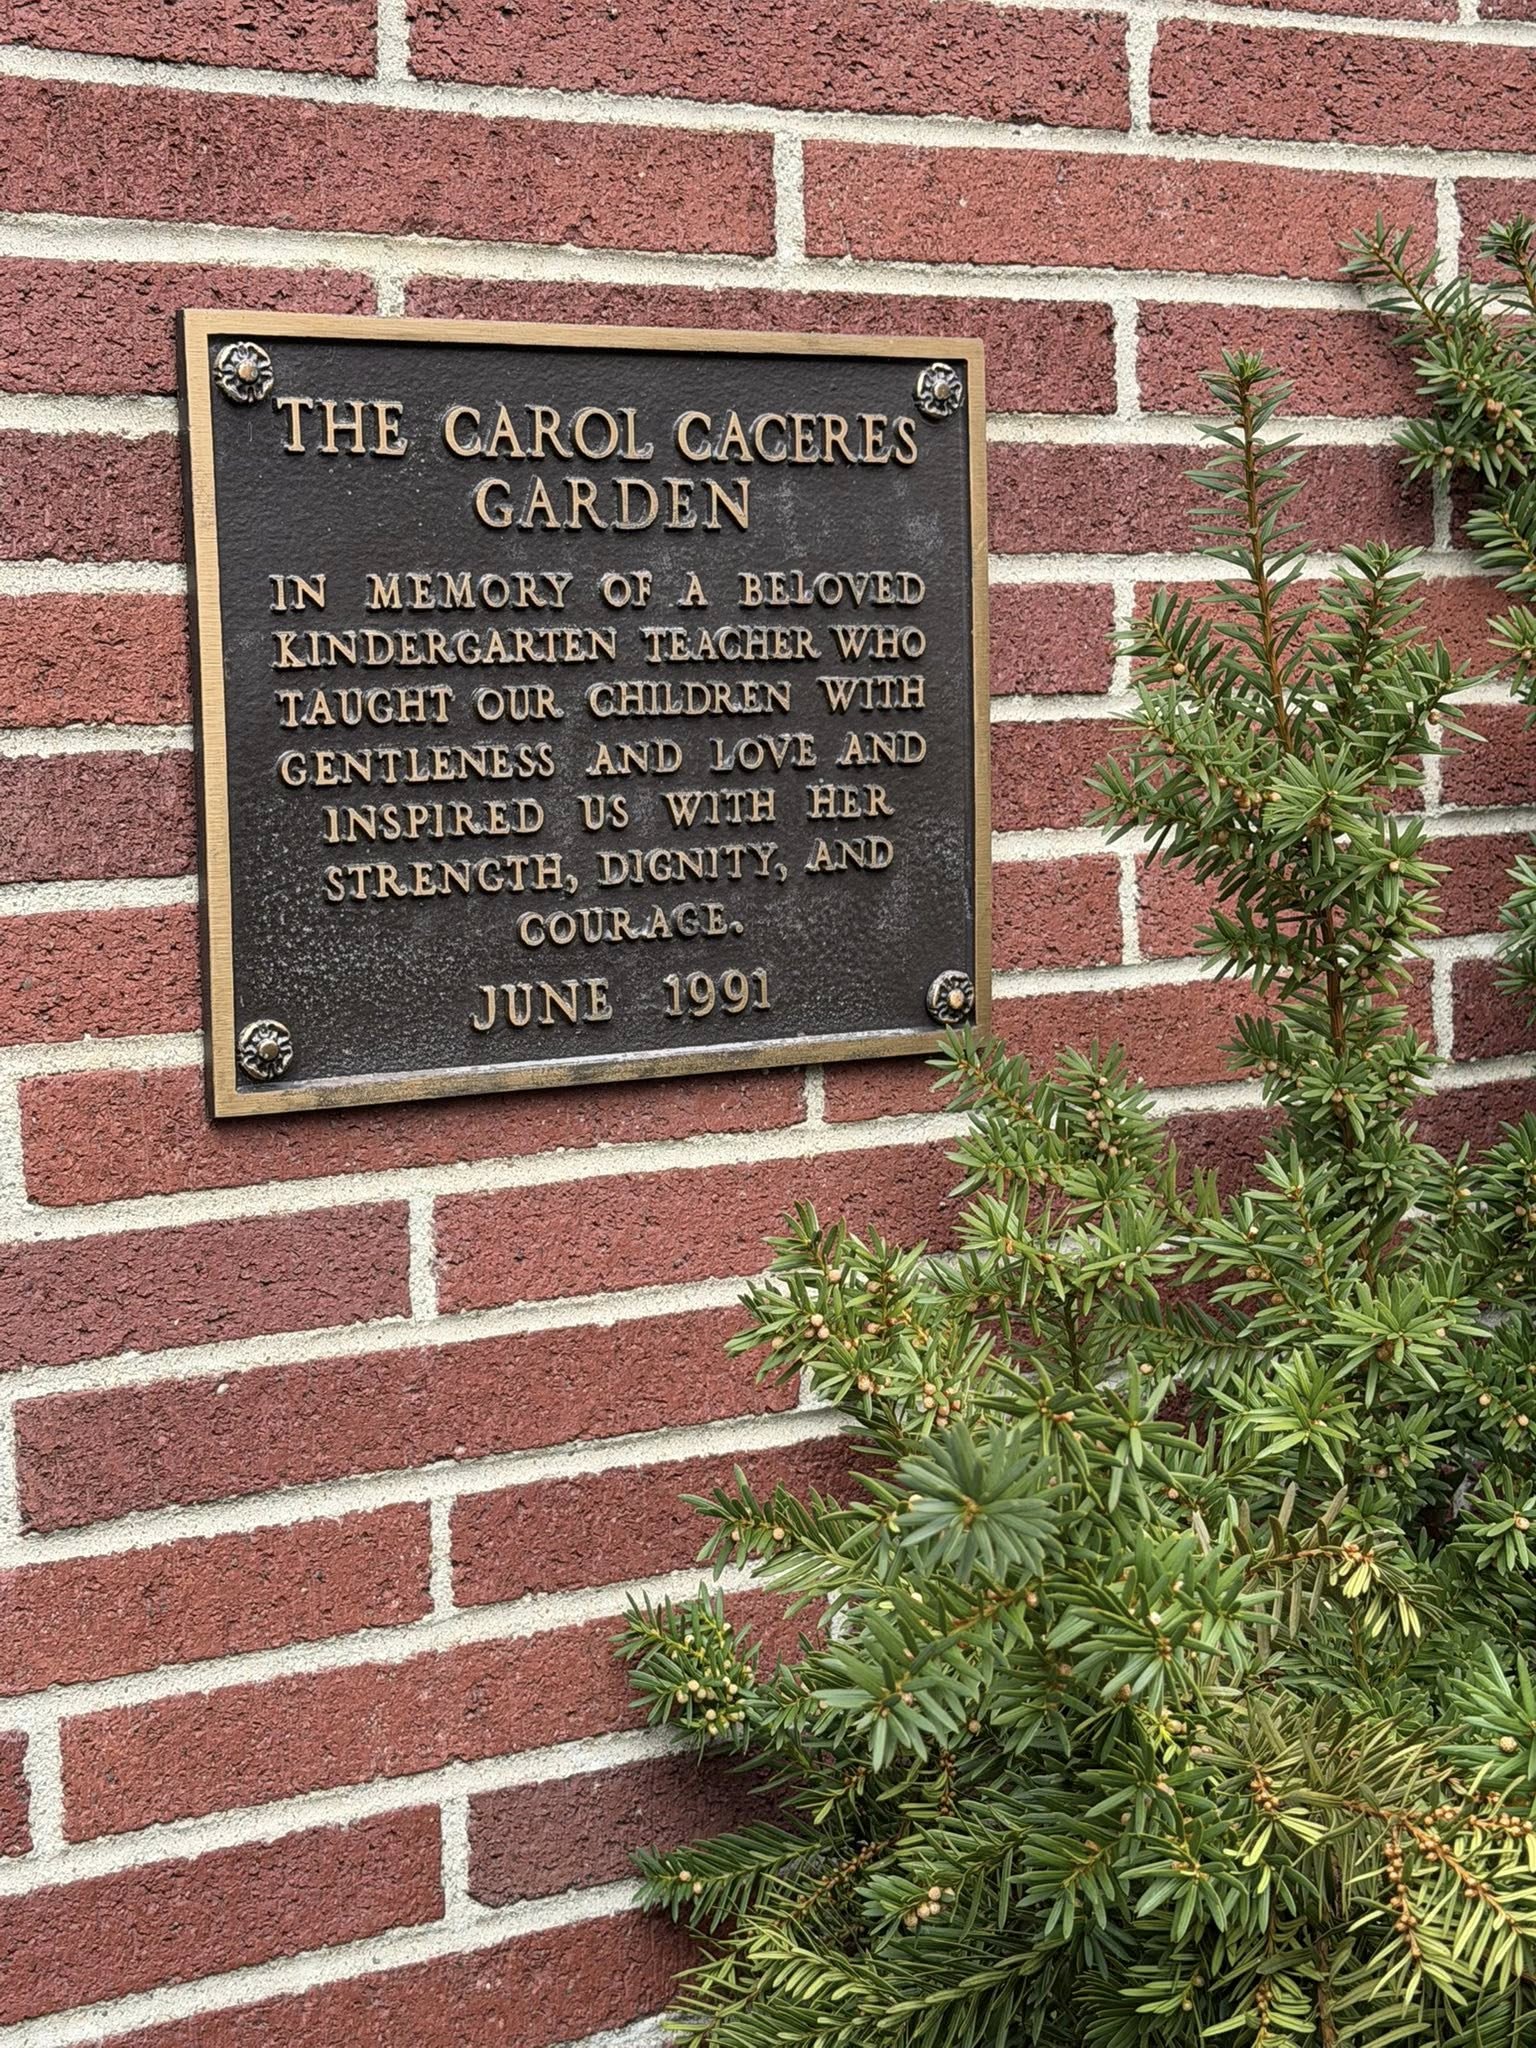 THE CAROL CACERES
GARDEN
IN MEMORY OF A BELOVED
KINDERGARTEN TEACHER WHO
TAUGHT OUR CHILDREN WITH
GENTLENESS AND LOVE AND
INSPIRED US WITH HER
STRENGTH, DIGNITY, AND
COURAGE.
JUNE 1991